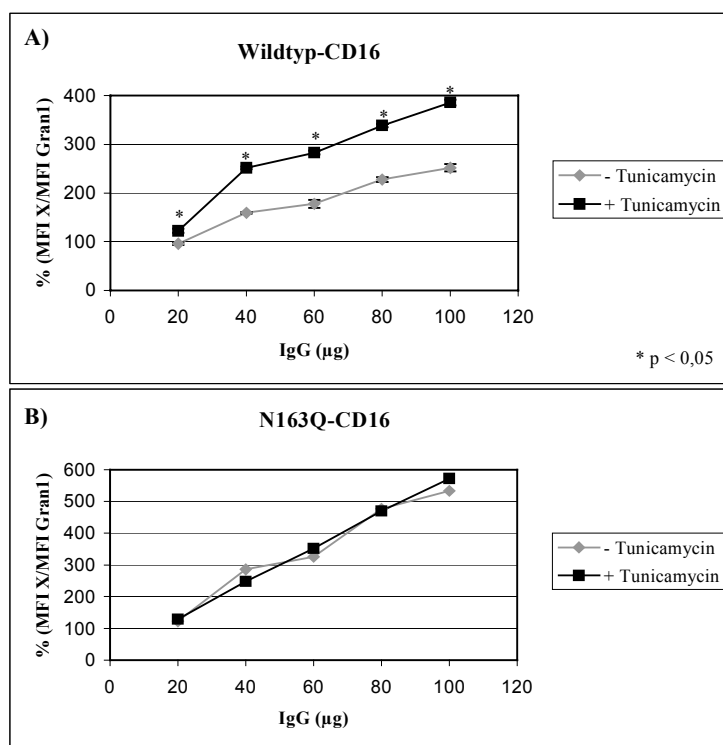 A)
Wildtyp-CD16
% (MFI X/MFI Gran1)
400
300
200
100
0
* * * * *
0 20 40 60 80 100 120
IgG (µg)
- Tunicamycin
+ Tunicamycin
* p < 0,05
B)
N163Q-CD16
% (MFI X/MFI Gran1)
600
500
400
300
200
100
0
0 20 40 60 80 100 120
IgG (µg)
- Tunicamycin
+ Tunicamycin